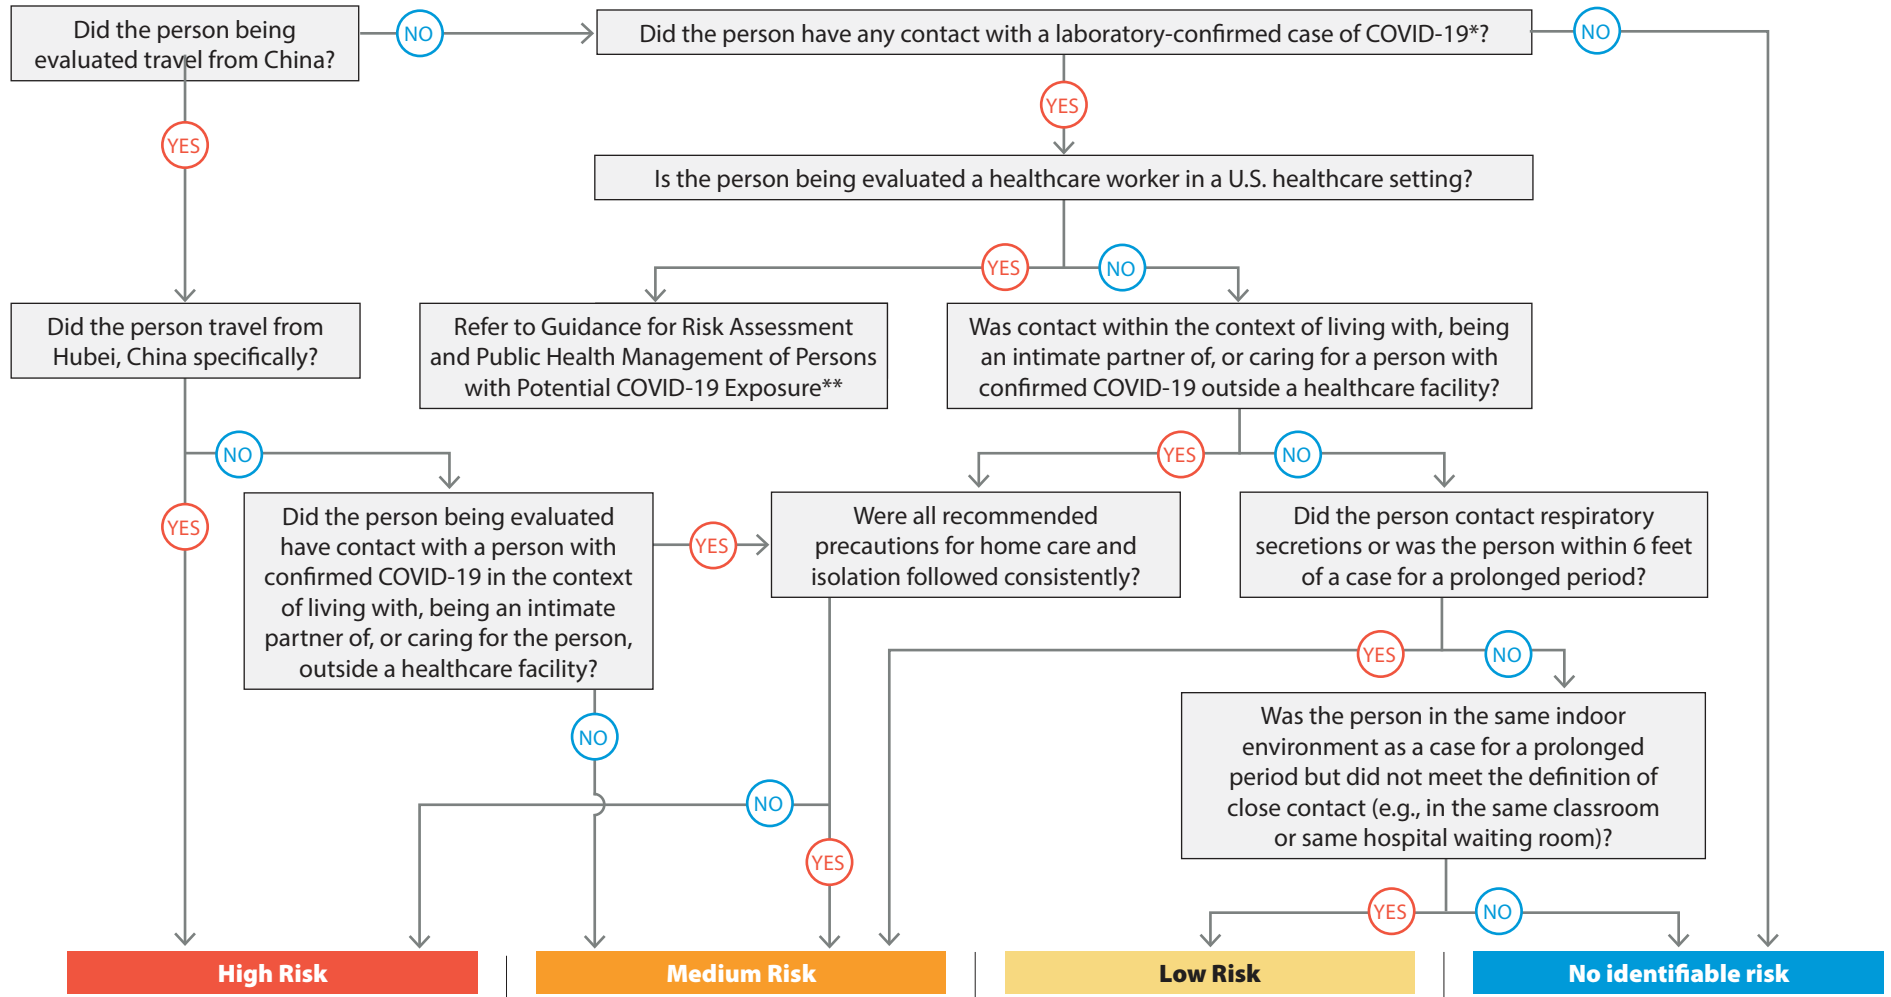 Did the person being
evaluated travel from China?
NO
Did the person have any contact with a laboratory-confirmed case of COVID-19*?
NO
YES
YES
Is the person being evaluated a healthcare worker in a U.S. healthcare setting?
YES
NO
Did the person travel from
Hubei, China specifically?
Refer to Guidance for Risk Assessment
and Public Health Management of Persons
with Potential COVID-19 Exposure**
Was contact within the context of living with, being
an intimate partner of, or caring for a person with
confirmed COVID-19 outside a healthcare facility?
NO
YES
YES
NO
Did the person being evaluated
have contact with a person with
confirmed COVID-19 in the context
of living with, being an intimate
partner of, or caring for the person,
outside a healthcare facility?
YES
Were all recommended
precautions for home care and
isolation followed consistently?
Did the person contact respiratory
secretions or was the person within 6 feet
of a case for a prolonged period?
YES
NO
NO
NO
YES
Was the person in the same indoor
environment as a case for a prolonged
period but did not meet the definition of
close contact (e.g., in the same classroom
or same hospital waiting room)?
YES
NO
High Risk
Medium Risk
Low Risk
No identifiable risk